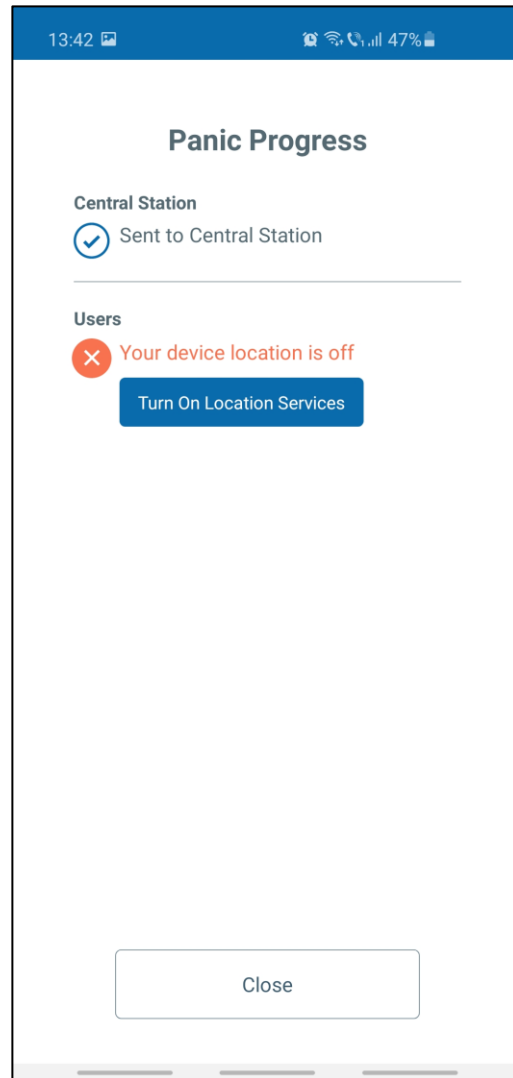 13:42 47%
Panic Progress
Central Station
Sent to Central Station
Users
Your device location is off
Turn On Location Services
Close